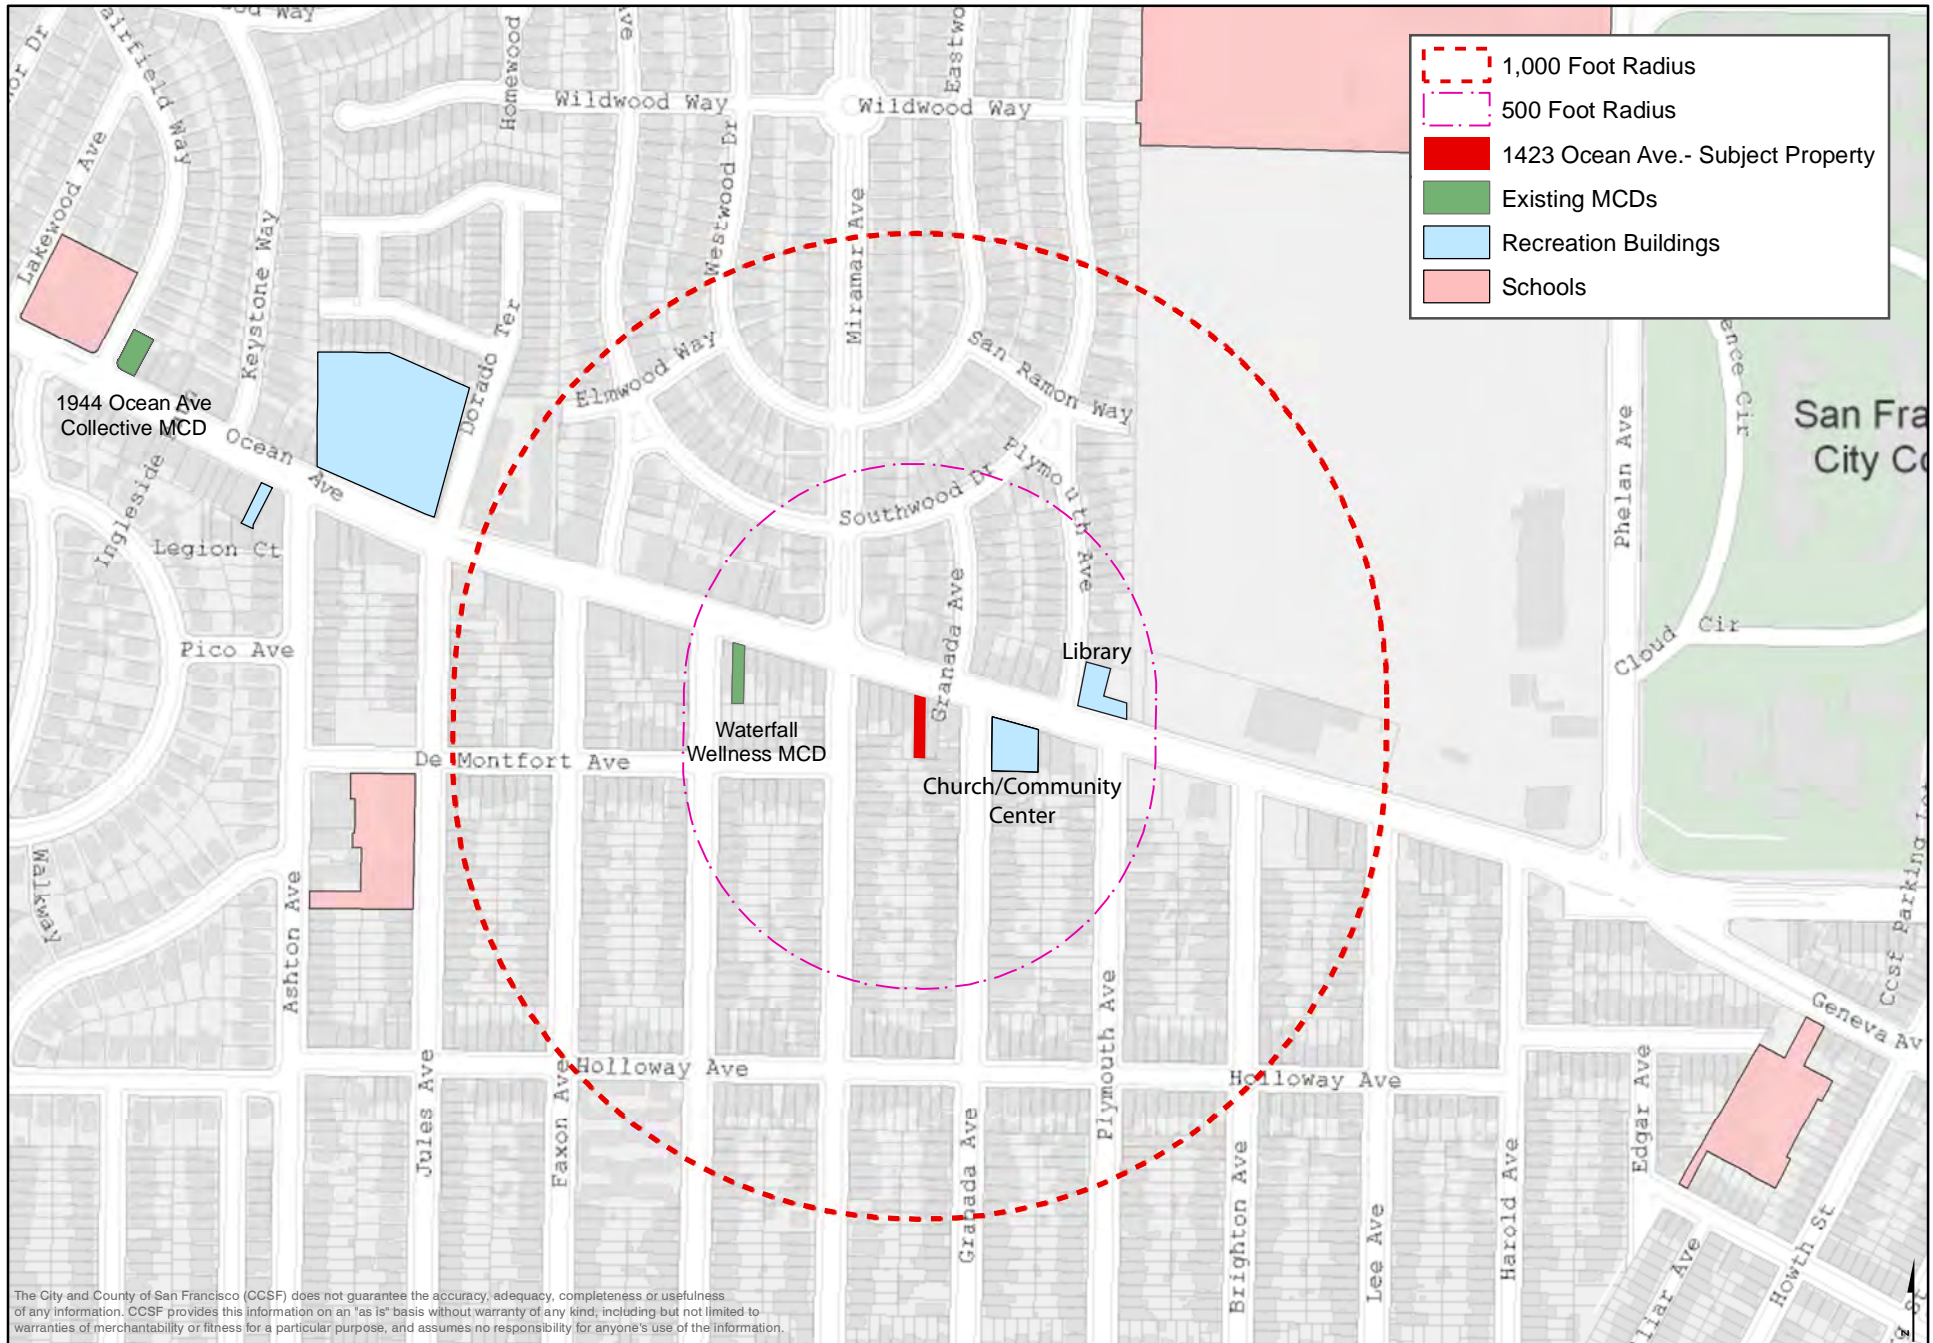 1,000 Foot Radius
500 Foot Radius
1423 Ocean Ave.- Subject Property
Existing MCDs
Recreation Buildings
Schools
Homewood
Ave
Wildwood Way
Wildwood Way
Fairfield Way
Lakewood Ave
Keystone Way
Westwood Dr
Miramar Ave
Dorado Ter
Elmwood Way
San Ramon Way
Plymouth Ave
Southwood Dr
Phelan Ave
San Fra
City Co
1944 Ocean Ave
Collective MCD
Ocean Ave
Ingleside
Legion Ct
Pico Ave
Granada Ave
Library
Cloud Cir
Waterfall
Wellness MCD
De Montfort Ave
Church/Community
Center
Walkway
Ashton Ave
Ccsf Parking Lot
Geneva Av
Holloway Ave
Holloway Ave
Jules Ave
Faxon Ave
Granada Ave
Plymouth Ave
Brighton Ave
Lee Ave
Harold Ave
Edgar Ave
Howth St
The City and County of San Francisco (CCSF) does not guarantee the accuracy, adequacy, completeness or usefulness
of any information. CCSF provides this information on an "as is" basis without warranty of any kind, including but not limited to
warranties of merchantability or fitness for a particular purpose, and assumes no responsibility for anyone's use of the information.